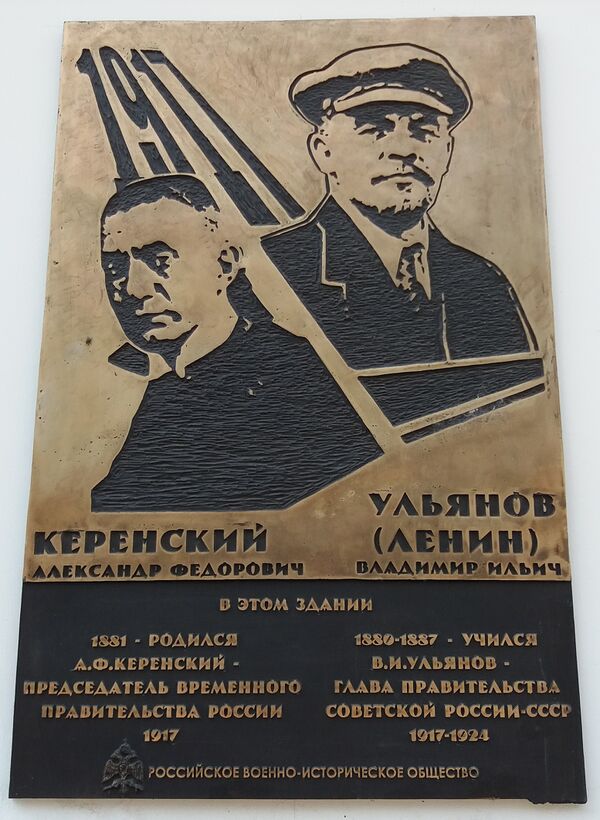 1917
КЕРЕНСКИЙ
АЛЕКСАНДР ФЕДОРОВИЧ
УЛЬЯНОВ
(ЛЕНИН)
ВЛАДИМИР ИЛЬИЧ
В ЭТОМ ЗДАНИИ
1881 - РОДИЛСЯ
А.Ф.КЕРЕНСКИЙ -
ПРЕДСЕДАТЕЛЬ ВРЕМЕННОГО
ПРАВИТЕЛЬСТВА РОССИИ
1917
1880-1887 - УЧИЛСЯ
В.И.УЛЬЯНОВ -
ГЛАВА ПРАВИТЕЛЬСТВА
СОВЕТСКОЙ РОССИИ-СССР
1917-1924
РОССИЙСКОЕ ВОЕННО-ИСТОРИЧЕСКОЕ ОБЩЕСТВО